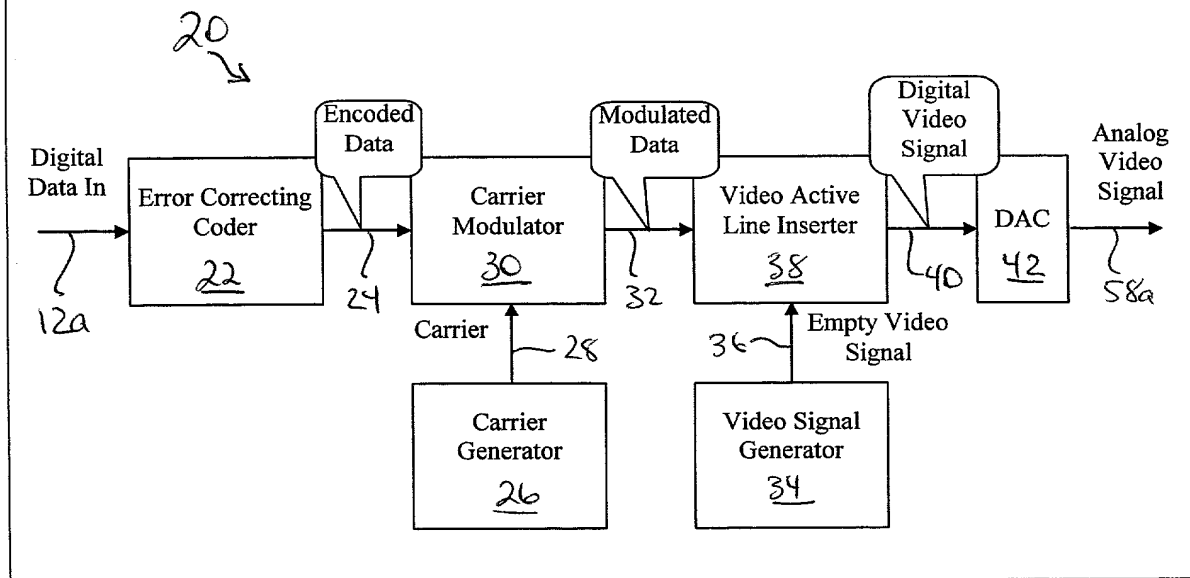 20
Encoded
Data
Modulated
Data
Digital
Video
Signal
Digital
Data In
Analog
Video
Signal
Error Correcting
Coder
22
Carrier
Modulator
30
Video Active
Line Inserter
38
DAC
42
12a
24
32
40
58a
Carrier
28
36
Empty Video
Signal
Carrier
Generator
26
Video Signal
Generator
34